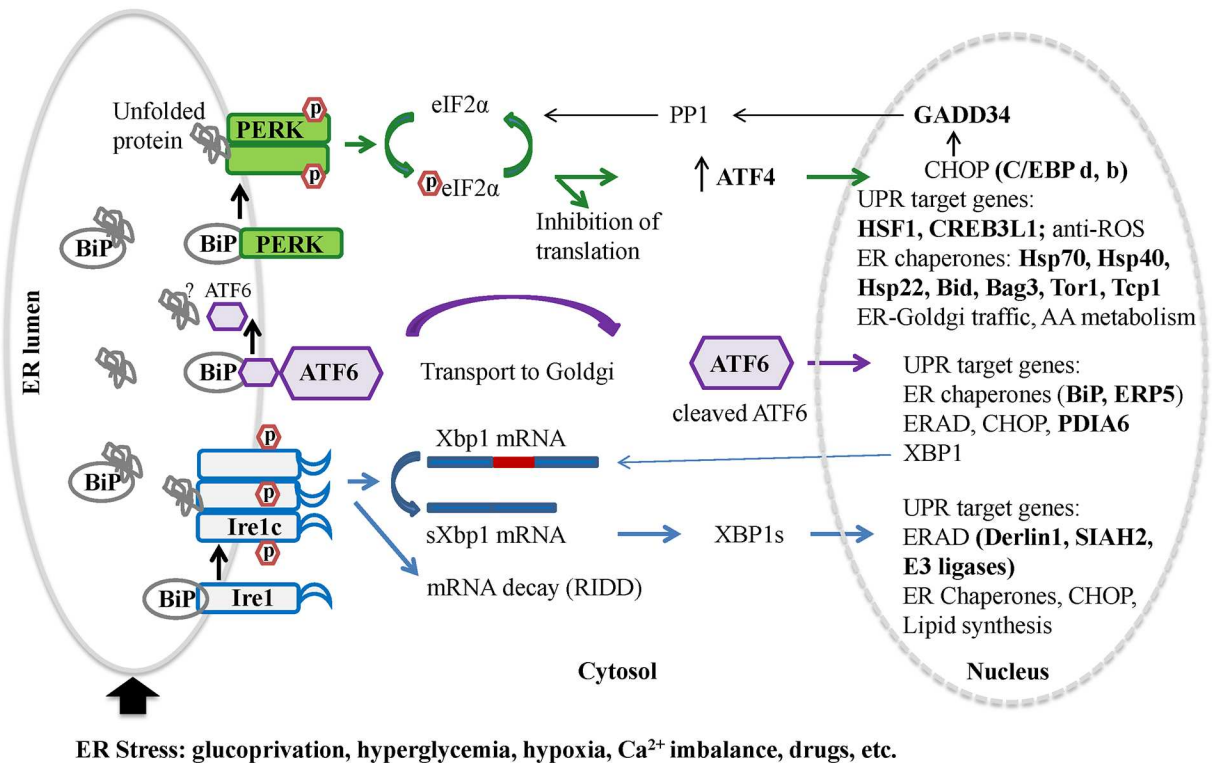 Unfolded
protein
p
PERK
p
eIF2α
p
eIF2α
Inhibition of
translation
PP1
ATF4
GADD34
CHOP (C/EBP d, b)
UPR target genes:
HSF1, CREB3L1; anti-ROS
ER chaperones: Hsp70, Hsp40,
Hsp22, Bid, Bag3, Tor1, Tcp1
ER-Goldgi traffic, AA metabolism
BiP
BiP
PERK
? ATF6
BiP
ATF6
Transport to Goldgi
ATF6
cleaved ATF6
UPR target genes:
ER chaperones (BiP, ERP5)
ERAD, CHOP, PDIA6
XBP1
ER lumen
BiP
p
p
Ire1c
p
BiP
Ire1
Xbp1 mRNA
sXbp1 mRNA
mRNA decay (RIDD)
XBP1s
UPR target genes:
ERAD (Derlin1, SIAH2,
E3 ligases)
ER Chaperones, CHOP,
Lipid synthesis
Cytosol
Nucleus
ER Stress: glucoprivation, hyperglycemia, hypoxia, Ca²⁺ imbalance, drugs, etc.